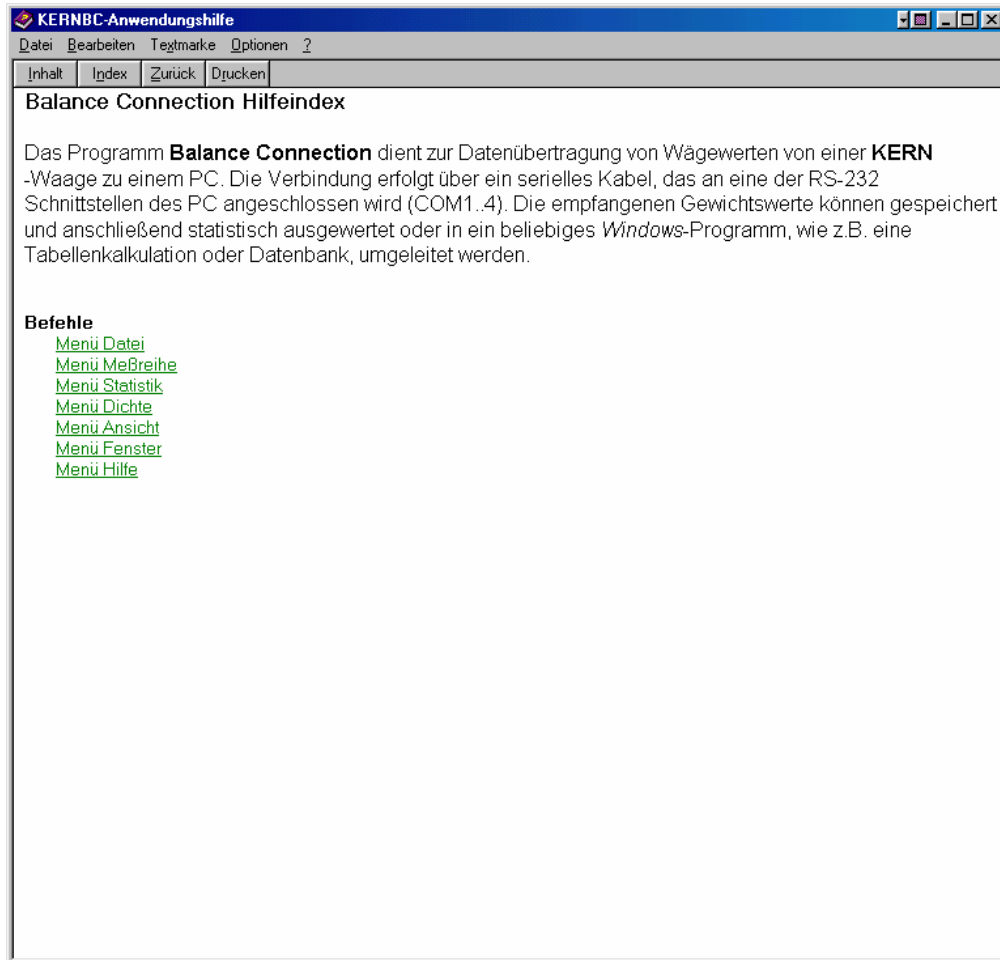 KERNBC-Anwendungshilfe
Datei Bearbeiten Textmarke Optionen ?
Inhalt Index Zurück Drucken
Balance Connection Hilfeindex
Das Programm Balance Connection dient zur Datenübertragung von Wägewerten von einer KERN
-Waage zu einem PC. Die Verbindung erfolgt über ein serielles Kabel, das an eine der RS-232
Schnittstellen des PC angeschlossen wird (COM1..4). Die empfangenen Gewichtswerte können gespeichert
und anschließend statistisch ausgewertet oder in ein beliebiges Windows-Programm, wie z.B. eine
Tabellenkalkulation oder Datenbank, umgeleitet werden.
Befehle
Menü Datei
Menü Meßreihe
Menü Statistik
Menü Dichte
Menü Ansicht
Menü Fenster
Menü Hilfe